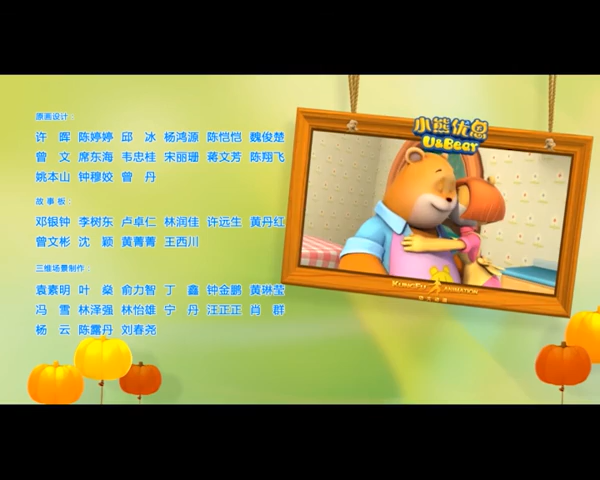 原画设计：
许　晖 陈婷婷 邱　冰 杨鸿源 陈恺恺 魏俊楚
曾　文 席东海 韦忠桂 宋丽珊 蒋文芳 陈翔飞
姚本山 钟穆姣 曾　丹
故 事 板：
邓银钟 李树东 卢卓仁 林润佳 许远生 黄丹红
曾文彬 沈　颖 黄菁菁 王西川
三维场景制作：
袁素明 叶　燊 俞力智 丁　鑫 钟金鹏 黄琳莹
冯　雪 林泽强 林怡雄 宁　丹 汪正正 肖　群
杨　云 陈露丹 刘春尧
小熊优恩
U&Bear
KUNGFU ANIMATION